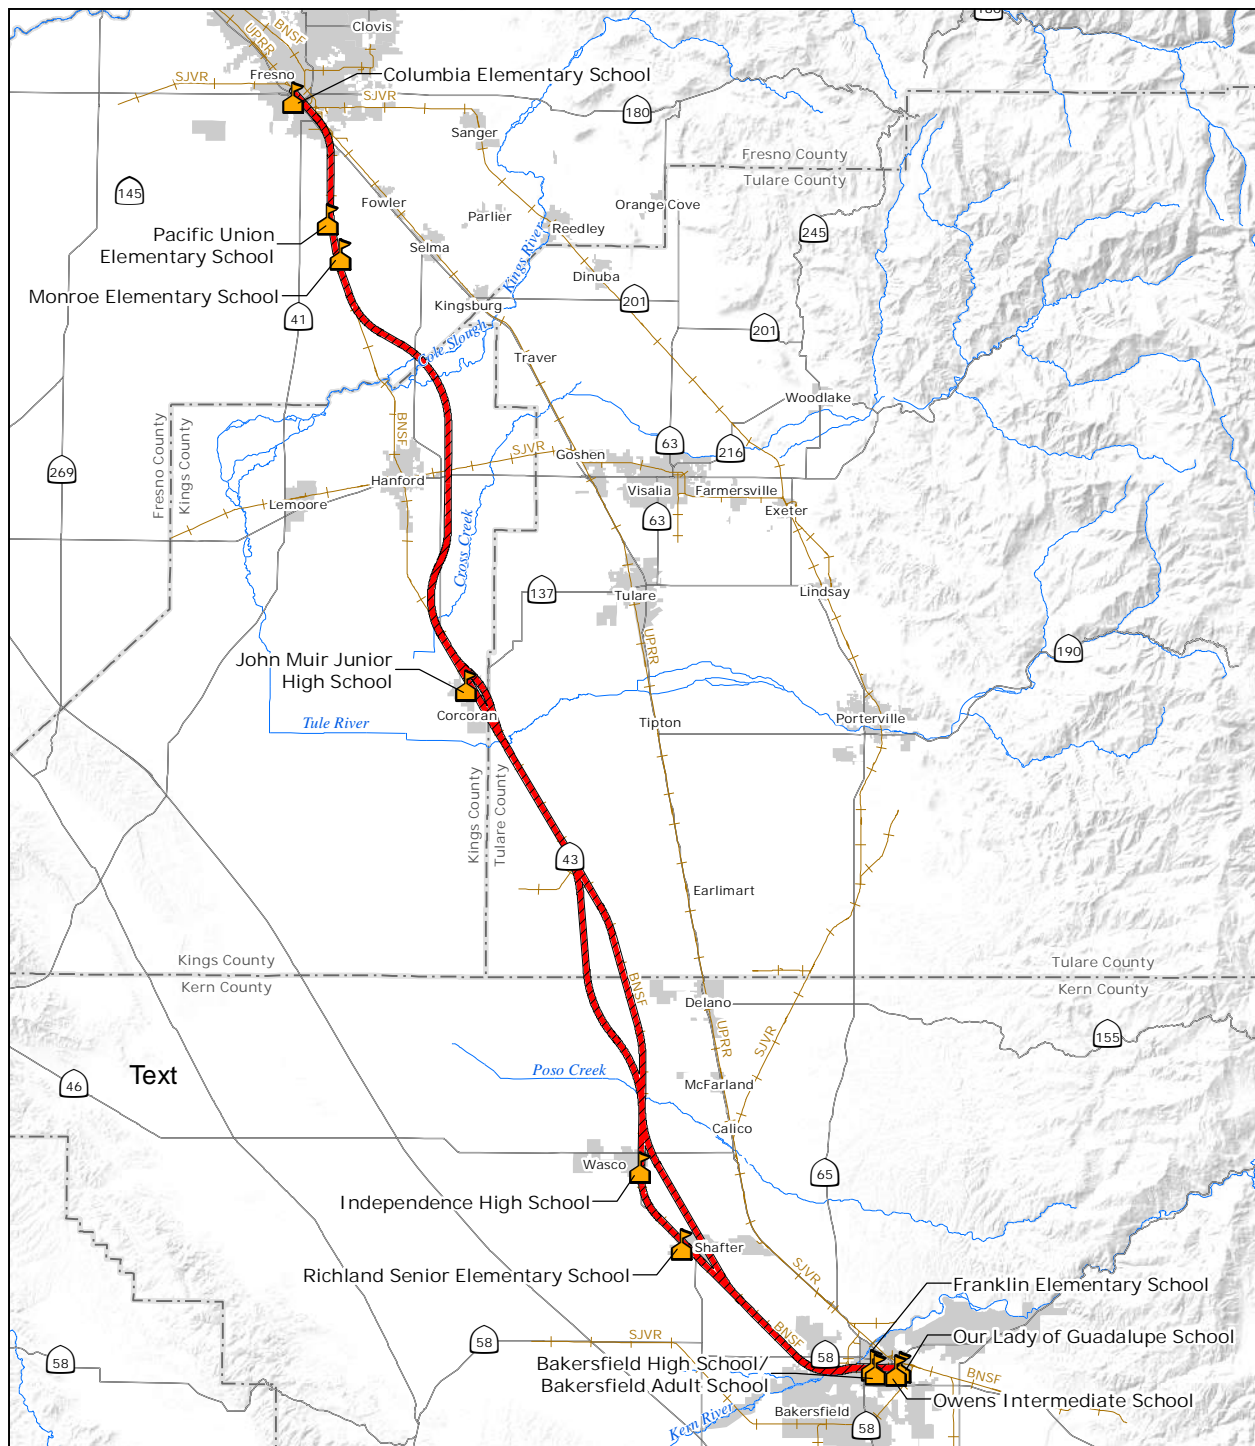 180
Clovis
BNSF
UPRR
Fresno
SJVR
Columbia Elementary School
SJVR
180
Sanger
Fresno County
Tulare County
145
Fowler
Parlier
Orange Cove
Reedley
245
Pacific Union
Elementary School
Selma
Kings River
Dinuba
Monroe Elementary School
Kingsburg
201
41
201
Cole Slough
Traver
Woodlake
BNSF
Fresno County
Kings County
63
216
SJVR
Goshen
269
Hanford
Visalia
Farmersville
Lemoore
Exeter
63
Cross Creek
137
Tulare
Lindsay
UPRR
190
John Muir Junior
High School
Corcoran
Tule River
Tipton
Porterville
Kings County
Tulare County
43
Earlimart
Kings County
Kern County
Tulare County
Kern County
BNSF
Delano
UPRR
SJVR
155
Text
46
Poso Creek
McFarland
Calico
Wasco
65
Independence High School
Shafter
Richland Senior Elementary School
SJVR
Franklin Elementary School
SJVR
BNSF
58
58
58
Our Lady of Guadalupe School
Bakersfield High School/
Bakersfield Adult School
BNSF
Owens Intermediate School
Bakersfield
Kern River
58